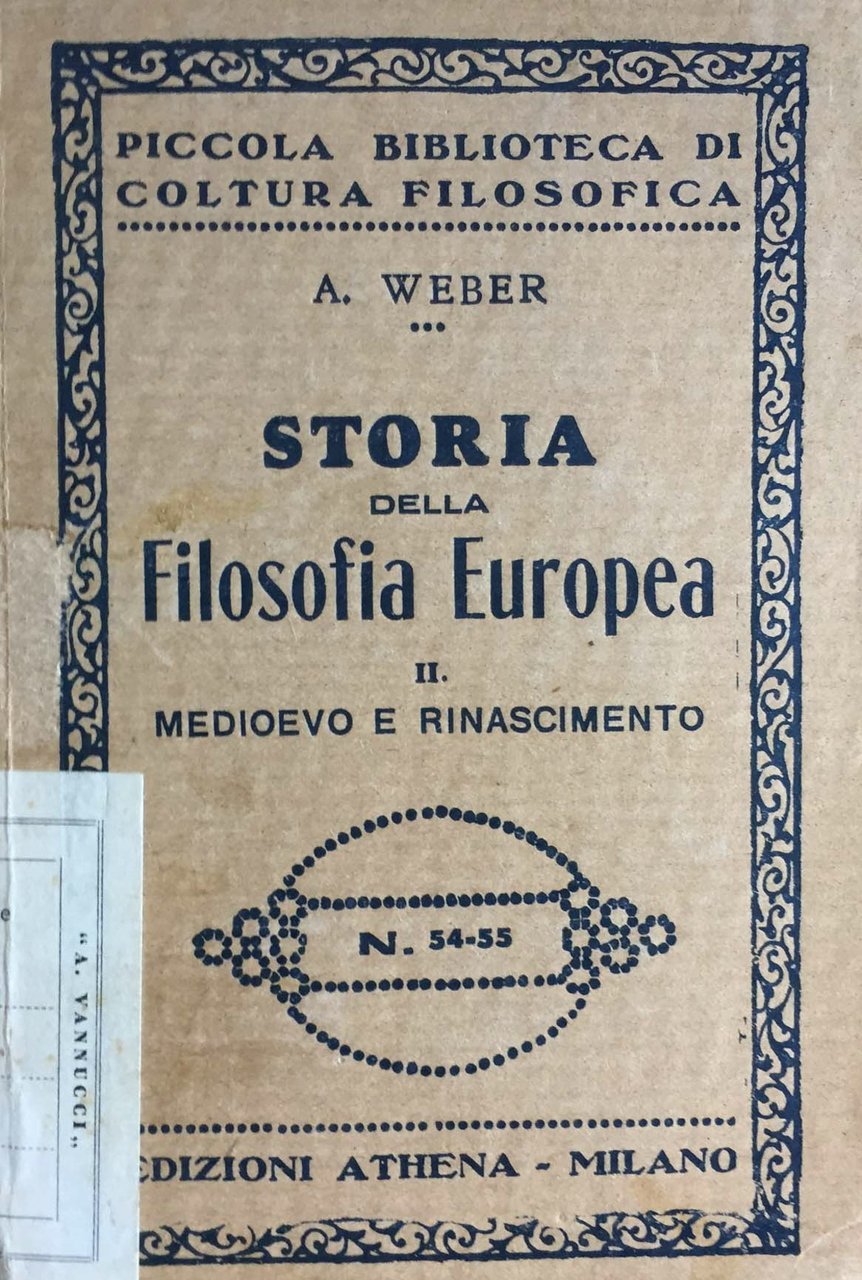 PICCOLA BIBLIOTECA DI
COLTURA FILOSOFICA
A. WEBER
STORIA
DELLA
Filosofia Europea
II.
MEDIOEVO E RINASCIMENTO
N. 54-55
EDIZIONI ATHENA - MILANO
e
"A. VANNUCCI„